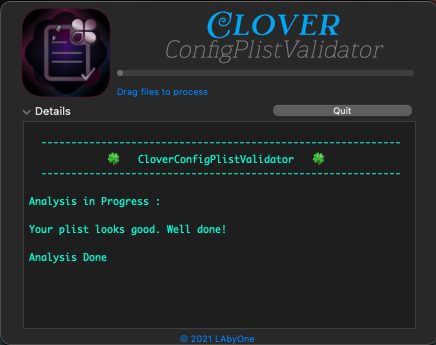 CLOVER
ConfigPlistValidator
Drag files to process
Details
Quit
------------------------------------------------------------
🍀 CloverConfigPlistValidator 🍀
------------------------------------------------------------
Analysis in Progress :
Your plist looks good. Well done!
Analysis Done
© 2021 LAbyOne